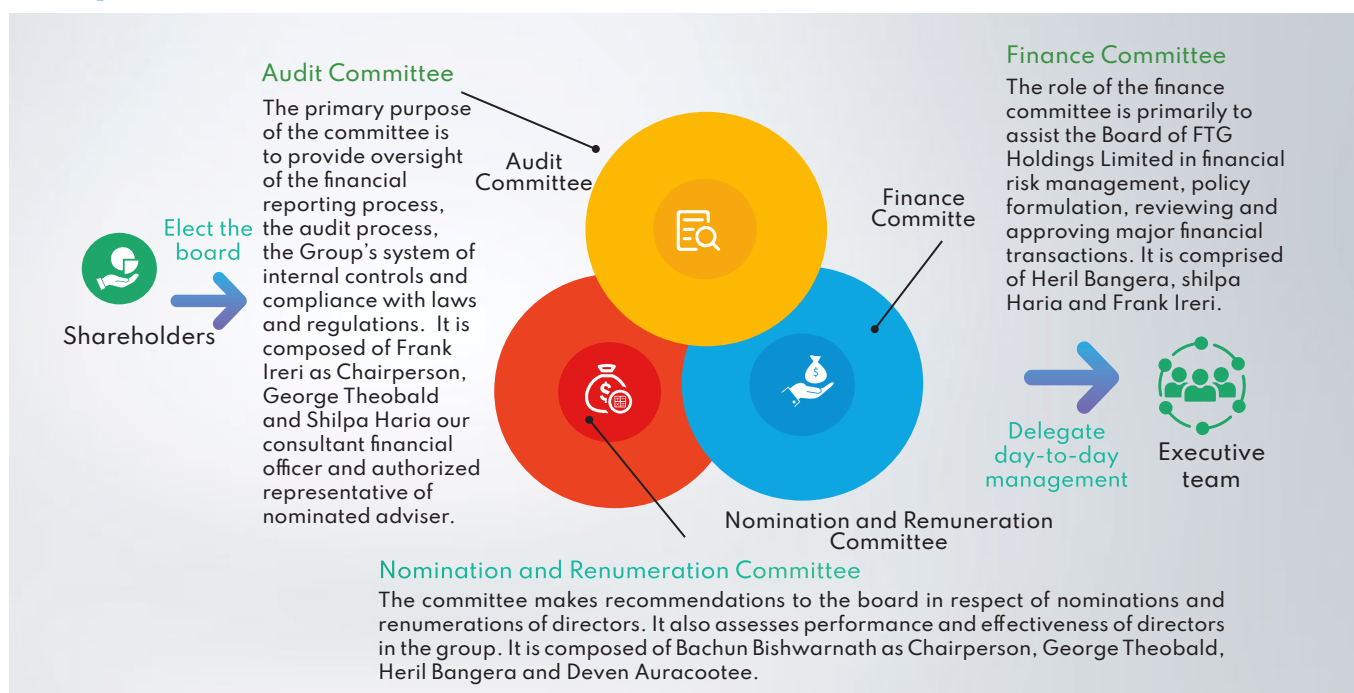 Shareholders
Elect the
board
Audit Committee
The primary purpose
of the committee is
to provide oversight
of the financial
reporting process,
the audit process,
the Group's system of
internal controls and
compliance with laws
and regulations. It is
composed of Frank
Ireri as Chairperson,
George Theobald
and Shilpa Haria our
consultant financial
officer and authorized
representative of
nominated adviser.
Audit
Committee
Finance
Committe
Nomination and Remuneration
Committee
Finance Committee
The role of the finance
committee is primarily to
assist the Board of FTG
Holdings Limited in financial
risk management, policy
formulation, reviewing and
approving major financial
transactions. It is comprised
of Heril Bangera, shilpa
Haria and Frank Ireri.
Delegate
day-to-day
management
Executive
team
Nomination and Renumeration Committee
The committee makes recommendations to the board in respect of nominations and
renumerations of directors. It also assesses performance and effectiveness of directors
in the group. It is composed of Bachun Bishwarnath as Chairperson, George Theobald,
Heril Bangera and Deven Auracootee.